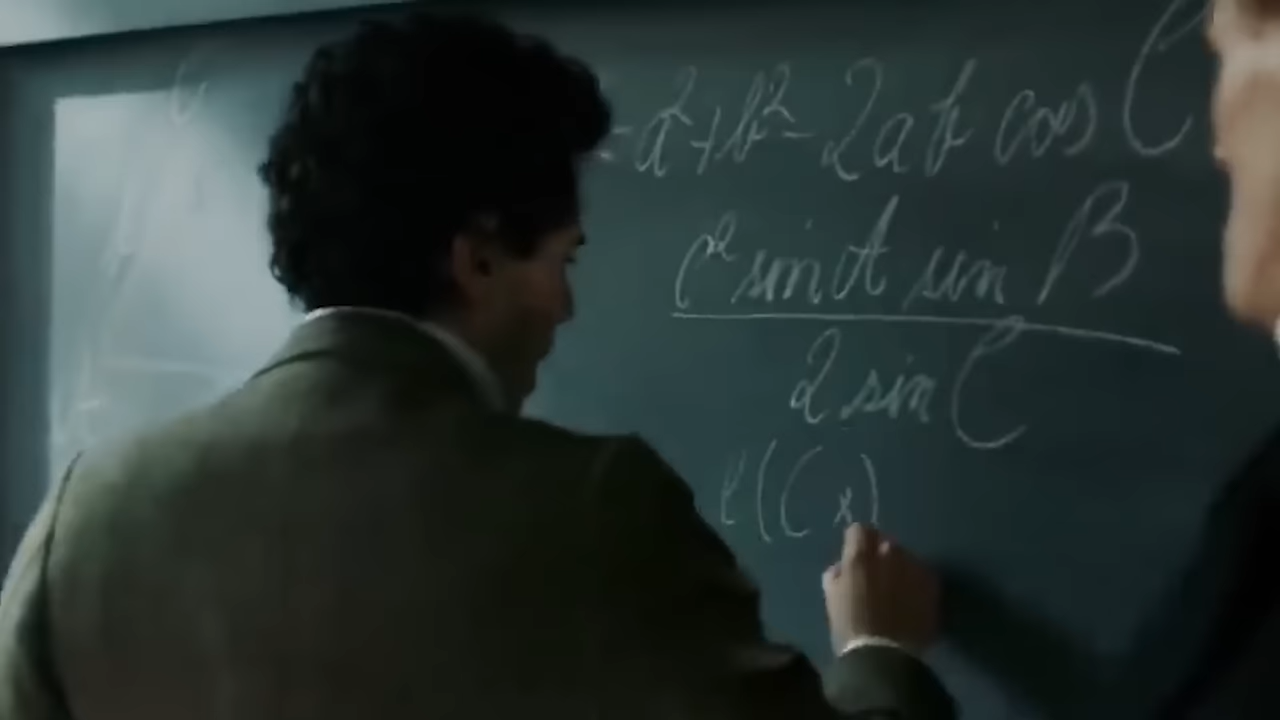 = a² + b² - 2ab cos C
c² sin A sin B
2 sin C
e((x)